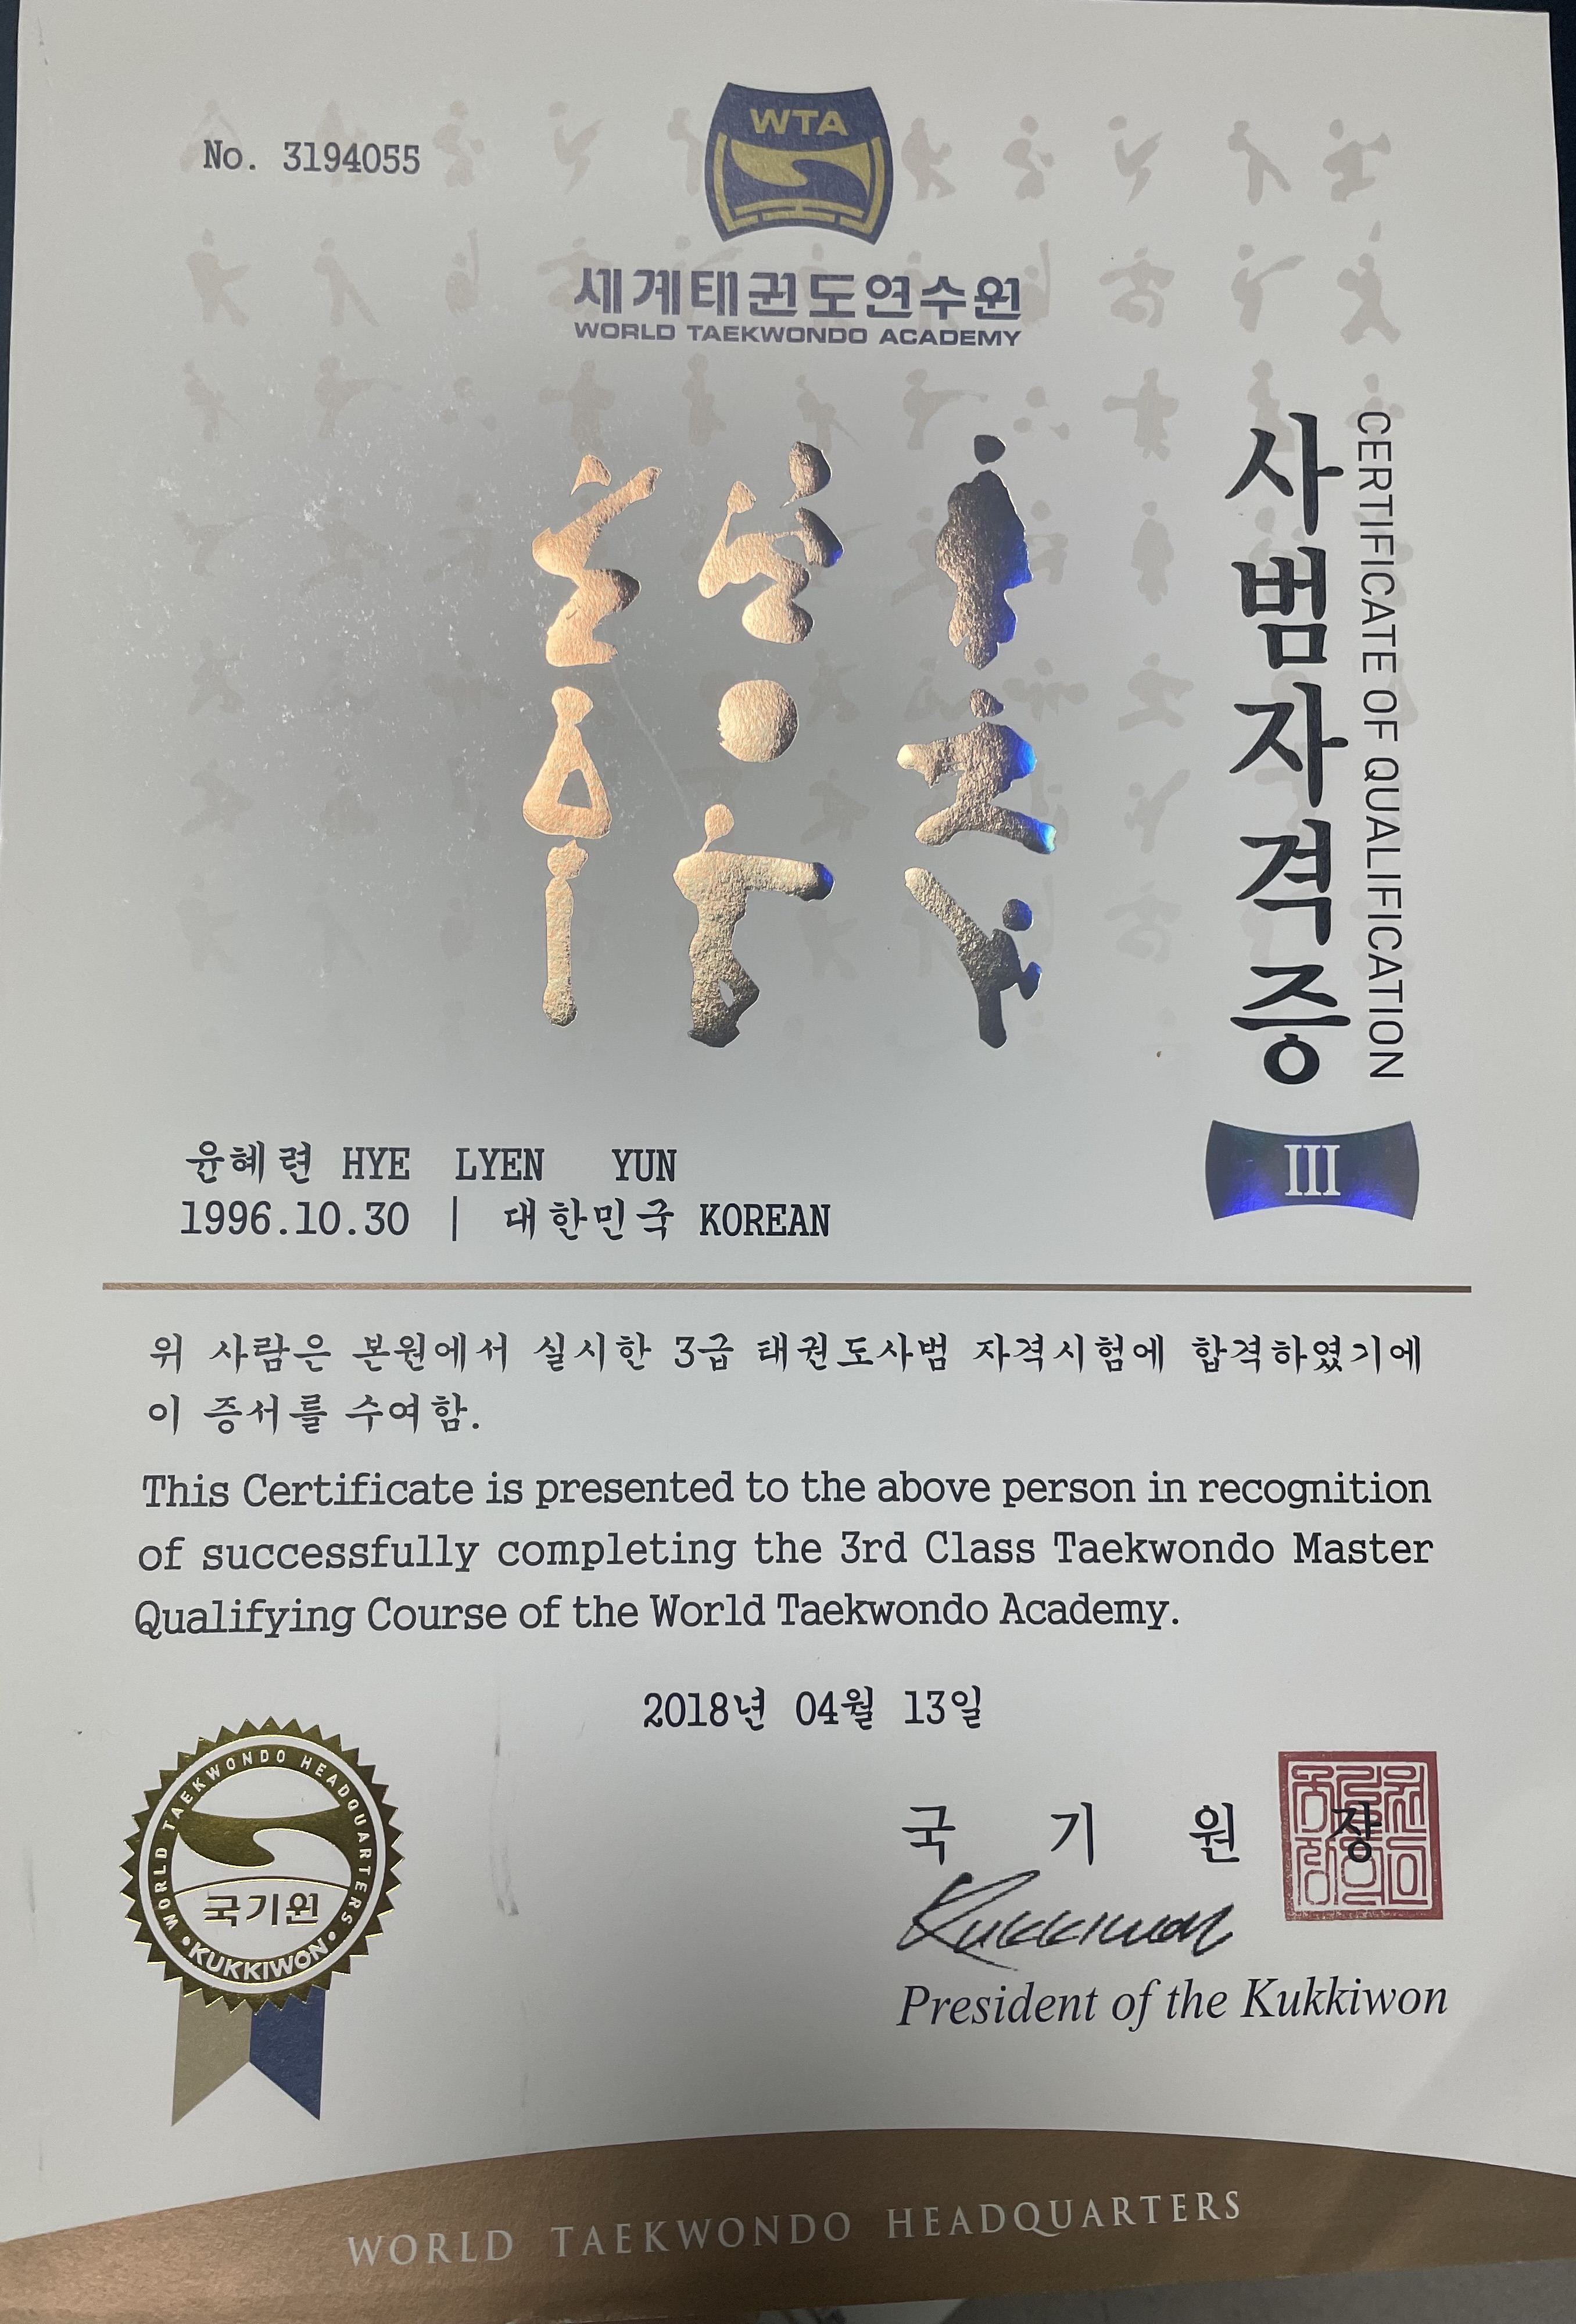 No. 3194055
WTA
세계태권도연수원
WORLD TAEKWONDO ACADEMY
사범자격증
CERTIFICATE OF QUALIFICATION
III
윤혜련 HYE LYEN YUN
1996.10.30 | 대한민국 KOREAN
위 사람은 본원에서 실시한 3급 태권도사범 자격시험에 합격하였기에
이 증서를 수여함.
This Certificate is presented to the above person in recognition
of successfully completing the 3rd Class Taekwondo Master
Qualifying Course of the World Taekwondo Academy.
2018년 04월 13일
WORLD TAEKWONDO HEADQUARTERS
국기원
KUKKIWON
국 기 원 장
Kukkiwon
President of the Kukkiwon
WORLD TAEKWONDO HEADQUARTERS